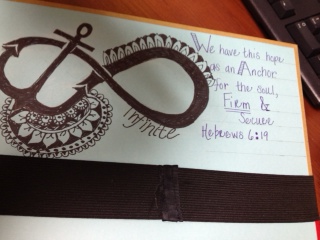 We have this hope
as an Anchor
for the soul,
Firm &
Secure
Hebrews 6:19
Infinite